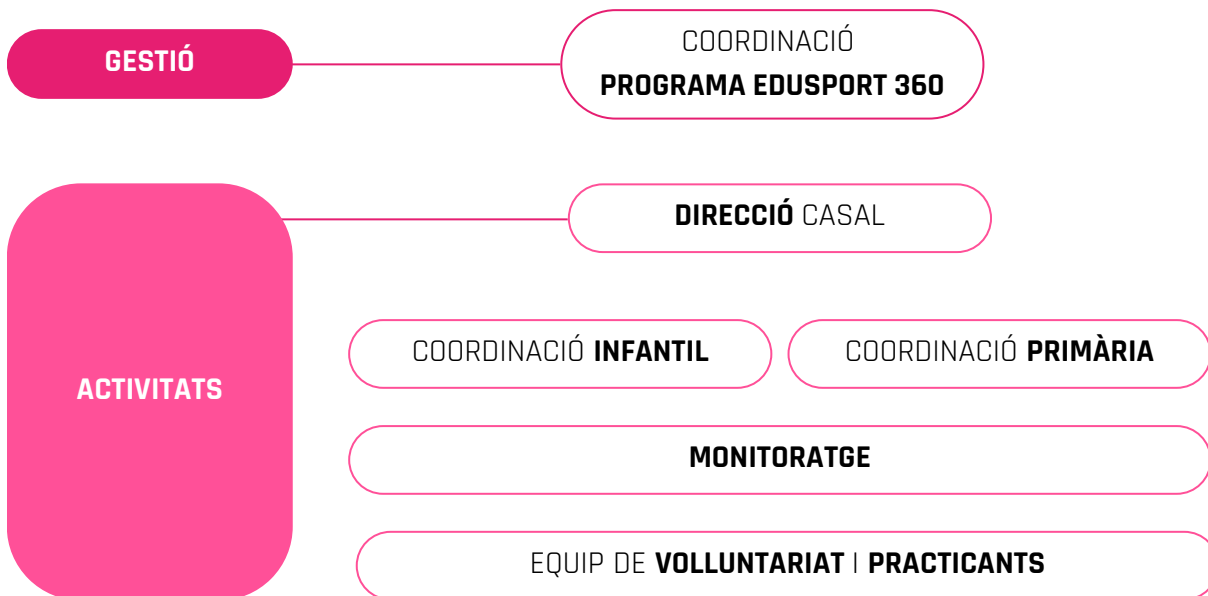 GESTIÓ
COORDINACIÓ
PROGRAMA EDUSPORT 360
DIRECCIÓ CASAL
COORDINACIÓ INFANTIL
COORDINACIÓ PRIMÀRIA
ACTIVITATS
MONITORATGE
EQUIP DE VOLLUNTARIAT I PRACTICANTS